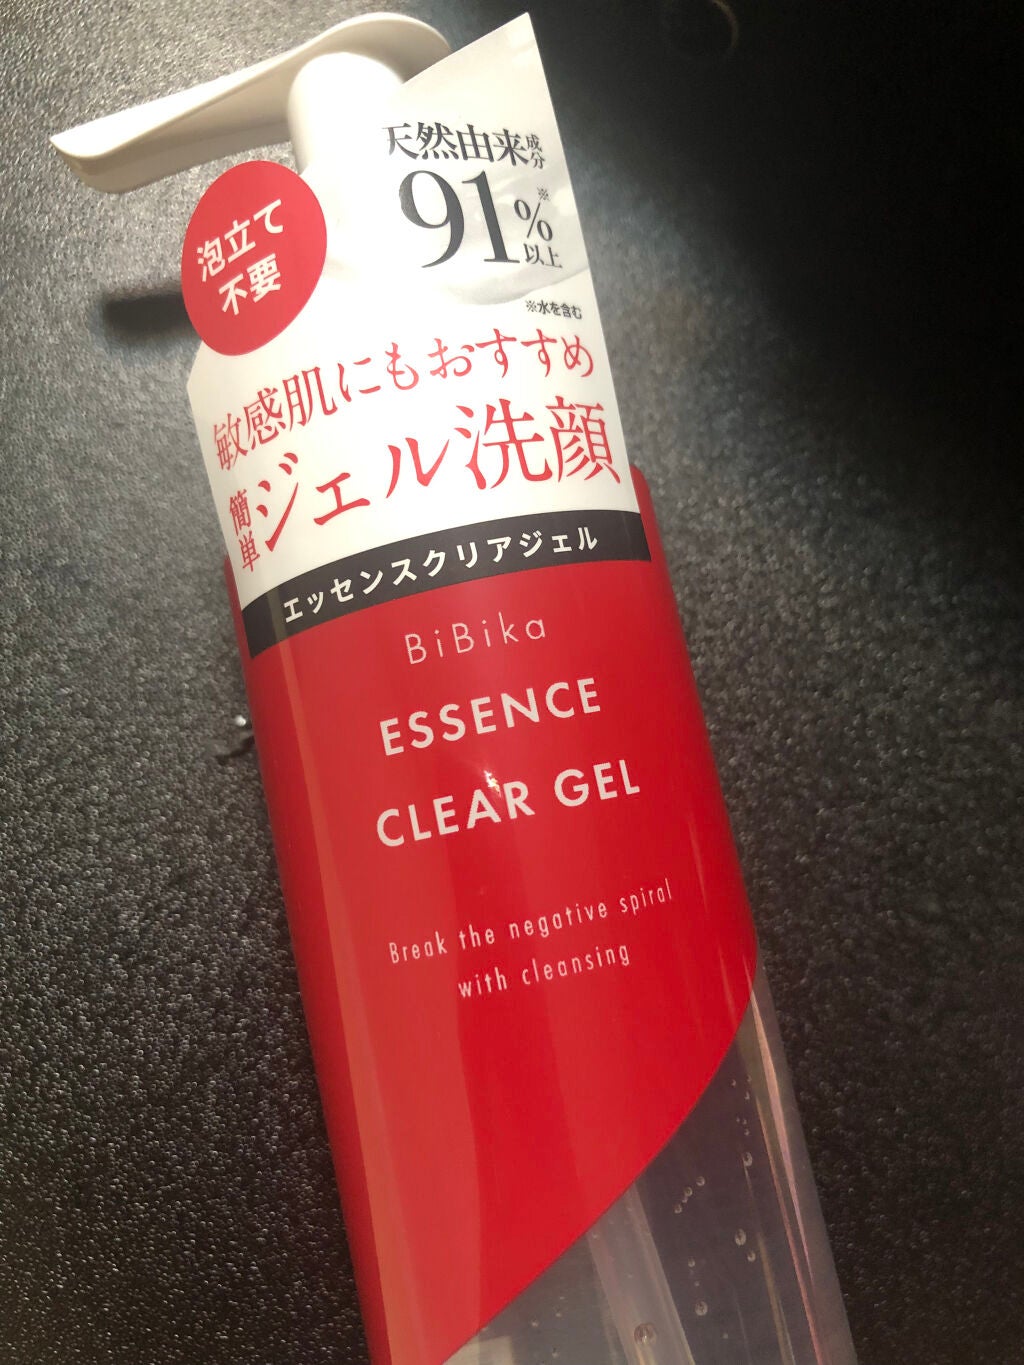 天然由来成分
91%※以上
※水を含む
泡立て
不要
敏感肌にもおすすめ
簡単ジェル洗顔
エッセンスクリアジェル
BiBika
ESSENCE
CLEAR GEL
Break the negative spiral
with cleansing